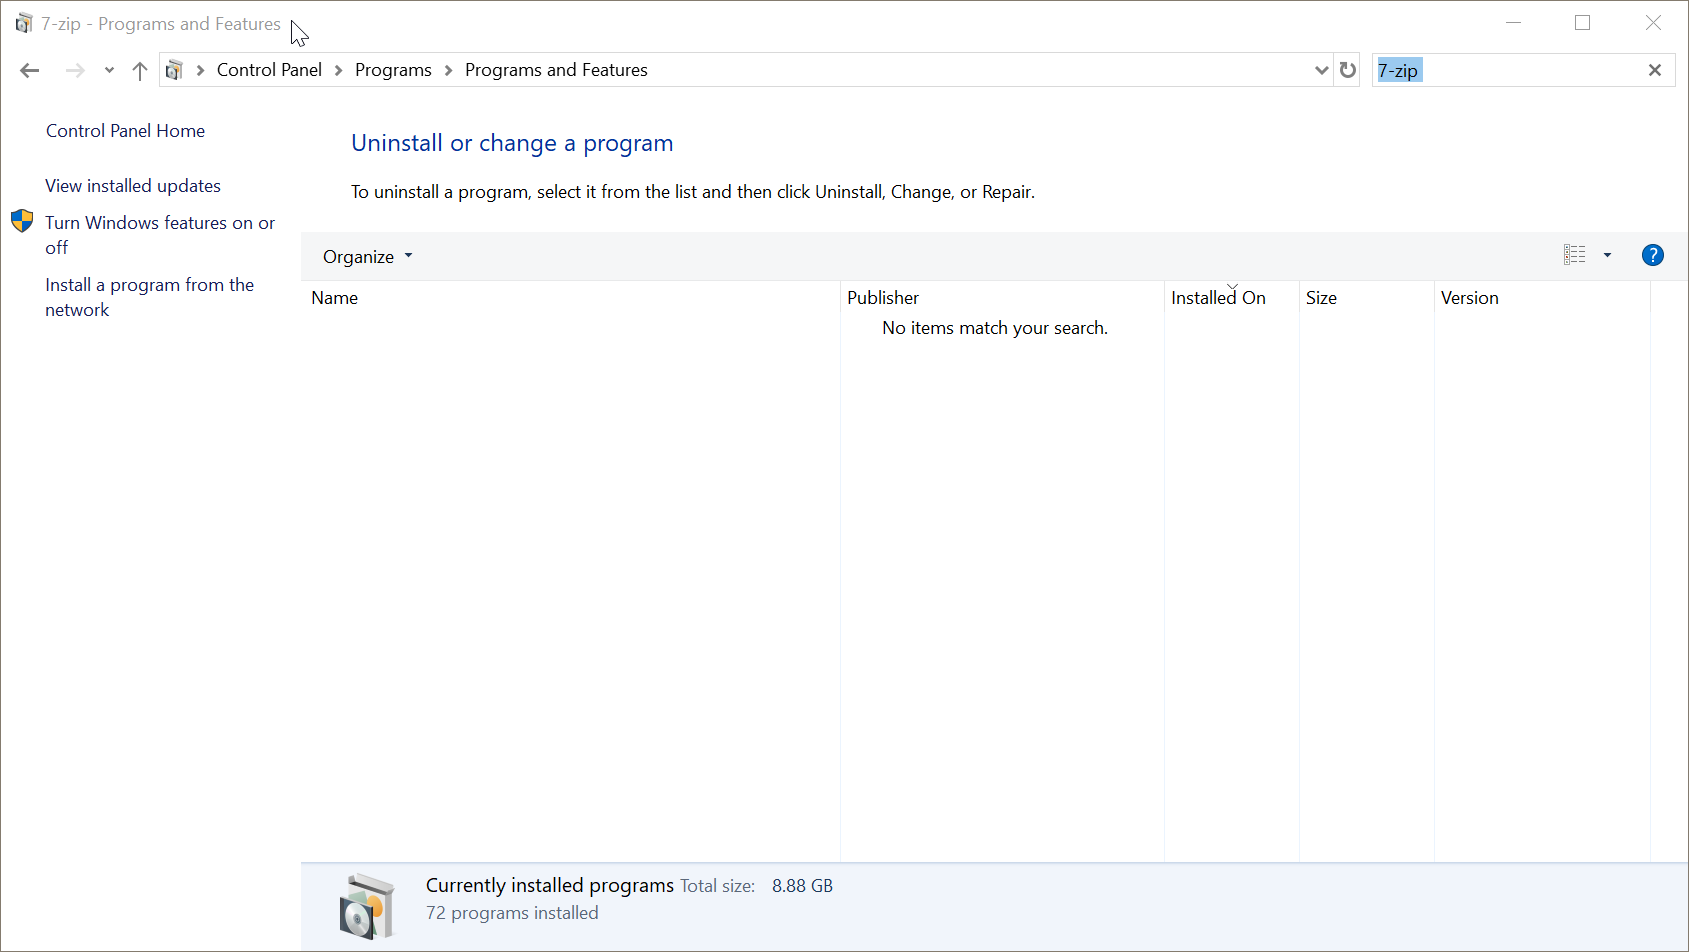 7-zip - Programs and Features
Control Panel Programs Programs and Features
7-zip
Control Panel Home
View installed updates
Turn Windows features on or
off
Install a program from the
network
Uninstall or change a program
To uninstall a program, select it from the list and then click Uninstall, Change, or Repair.
Organize
?
Name Publisher Installed On Size Version
No items match your search.
Currently installed programs Total size: 8.88 GB
72 programs installed